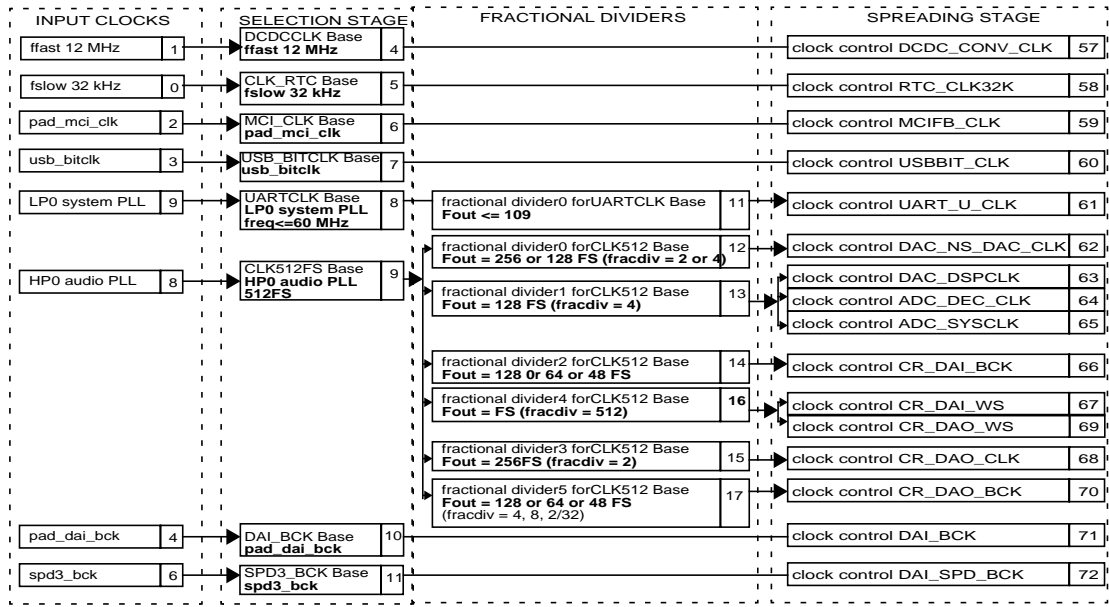 INPUT CLOCKS
SELECTION STAGE
FRACTIONAL DIVIDERS
SPREADING STAGE
ffast 12 MHz 1
DCDCCLK Base
ffast 12 MHz 4
clock control DCDC_CONV_CLK 57
fslow 32 kHz 0
CLK_RTC Base
fslow 32 kHz 5
clock control RTC_CLK32K 58
pad_mci_clk 2
MCI_CLK Base
pad_mci_clk 6
clock control MCIFB_CLK 59
usb_bitclk 3
USB_BITCLK Base
usb_bitclk 7
clock control USBBIT_CLK 60
LP0 system PLL 9
UARTCLK Base
LP0 system PLL
freq<=60 MHz 8
fractional divider0 forUARTCLK Base
Fout <= 109 11
clock control UART_U_CLK 61
HP0 audio PLL 8
CLK512FS Base
HP0 audio PLL
512FS 9
fractional divider0 forCLK512 Base
Fout = 256 or 128 FS (fracdiv = 2 or 4) 12
clock control DAC_NS_DAC_CLK 62
fractional divider1 forCLK512 Base
Fout = 128 FS (fracdiv = 4) 13
clock control DAC_DSPCLK 63
clock control ADC_DEC_CLK 64
clock control ADC_SYSCLK 65
fractional divider2 forCLK512 Base
Fout = 128 0r 64 or 48 FS 14
clock control CR_DAI_BCK 66
fractional divider4 forCLK512 Base
Fout = FS (fracdiv = 512) 16
clock control CR_DAI_WS 67
clock control CR_DAO_WS 69
fractional divider3 forCLK512 Base
Fout = 256FS (fracdiv = 2) 15
clock control CR_DAO_CLK 68
fractional divider5 forCLK512 Base
Fout = 128 or 64 or 48 FS
(fracdiv = 4, 8, 2/32) 17
clock control CR_DAO_BCK 70
pad_dai_bck 4
DAI_BCK Base
pad_dai_bck 10
clock control DAI_BCK 71
spd3_bck 6
SPD3_BCK Base
spd3_bck 11
clock control DAI_SPD_BCK 72